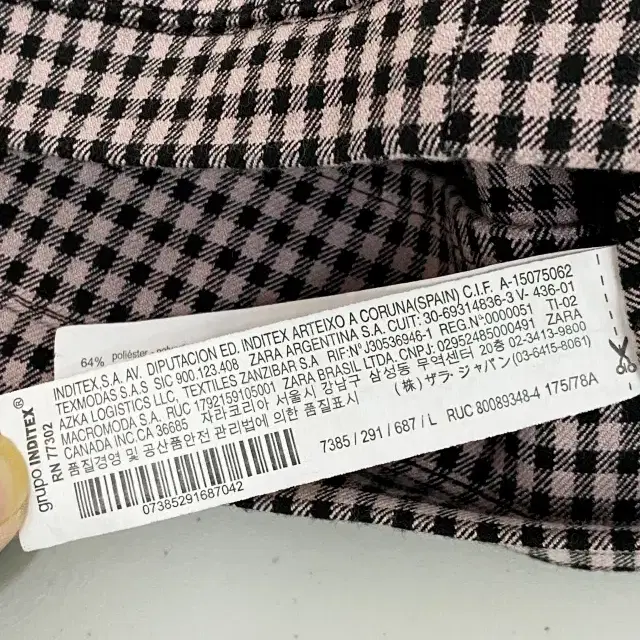 64% poliéster -
INDITEX S.A. AV. DIPUTACION ED. INDITEX ARTEIXO A CORUNA(SPAIN) C.I.F. A-15075062
TEXMODAS S.A.S SIC 900.123.408 ZARA ARGENTINA S.A. CUIT: 30-69314836-3 V- 436-01
AZKA LOGISTICS LLC, TEXTILES ZANZIBAR S.A RIF-Nº J30536946-1 REG.Nº0000051 TI-02
MACROMODA S.A. RUC 1792159105001 ZARA BRASIL LTDA. CNPJ. 02952485000491 ZARA
CANADA INC.CA 36685 자라코리아 서울시 강남구 삼성동 무역센터 20층 02-3413-9800
품질경영 및 공산품안전 관리법에 의한 품질표시 (株) ザラ・ジャパン (03-6415-8061)
7385 / 291 / 687 / L RUC 80089348-4 175/78A
07385291687042
grupo INDITEX®
RN 77302